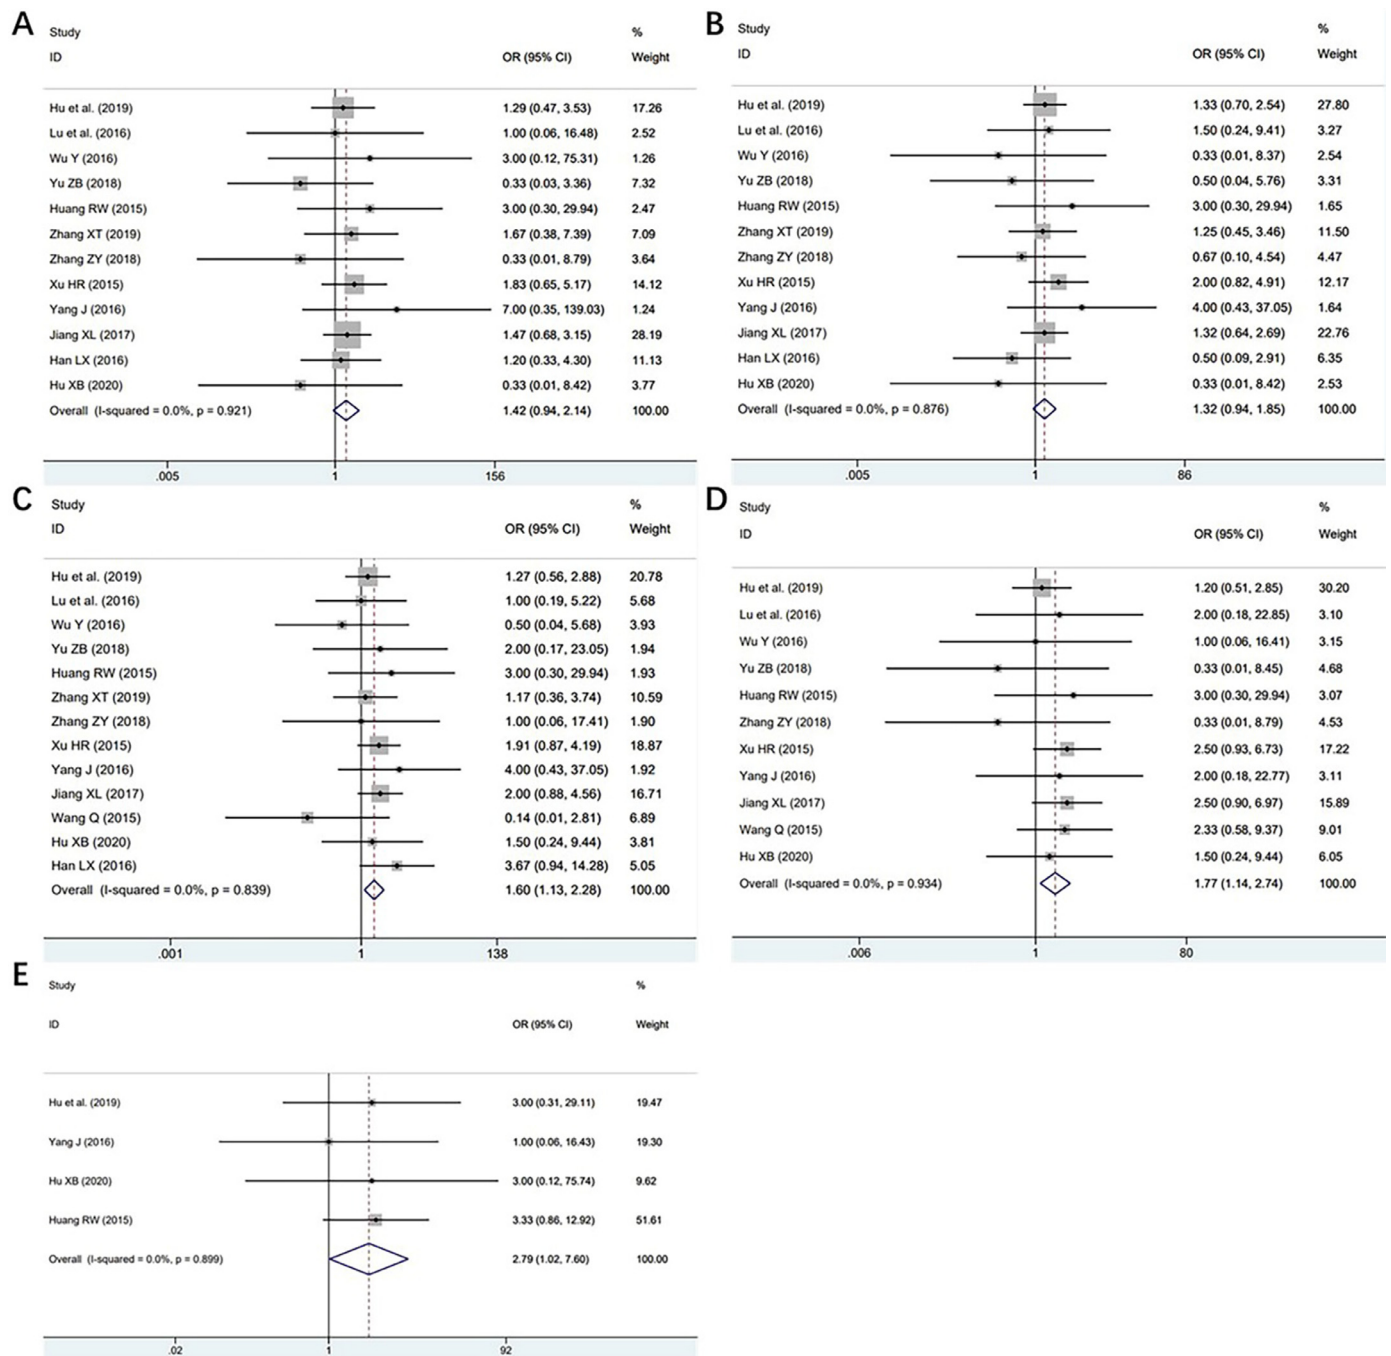 A
Study %
ID OR (95% CI) Weight
Hu et al. (2019) 1.29 (0.47, 3.53) 17.26
Lu et al. (2016) 1.00 (0.06, 16.48) 2.52
Wu Y (2016) 3.00 (0.12, 75.31) 1.26
Yu ZB (2018) 0.33 (0.03, 3.36) 7.32
Huang RW (2015) 3.00 (0.30, 29.94) 2.47
Zhang XT (2019) 1.67 (0.38, 7.39) 7.09
Zhang ZY (2018) 0.33 (0.01, 8.79) 3.64
Xu HR (2015) 1.83 (0.65, 5.17) 14.12
Yang J (2016) 7.00 (0.35, 139.03) 1.24
Jiang XL (2017) 1.47 (0.68, 3.15) 28.19
Han LX (2016) 1.20 (0.33, 4.30) 11.13
Hu XB (2020) 0.33 (0.01, 8.42) 3.77
Overall (I-squared = 0.0%, p = 0.921) 1.42 (0.94, 2.14) 100.00
.005 1 156
B
Study %
ID OR (95% CI) Weight
Hu et al. (2019) 1.33 (0.70, 2.54) 27.80
Lu et al. (2016) 1.50 (0.24, 9.41) 3.27
Wu Y (2016) 0.33 (0.01, 8.37) 2.54
Yu ZB (2018) 0.50 (0.04, 5.76) 3.31
Huang RW (2015) 3.00 (0.30, 29.94) 1.65
Zhang XT (2019) 1.25 (0.45, 3.46) 11.50
Zhang ZY (2018) 0.67 (0.10, 4.54) 4.47
Xu HR (2015) 2.00 (0.82, 4.91) 12.17
Yang J (2016) 4.00 (0.43, 37.05) 1.64
Jiang XL (2017) 1.32 (0.64, 2.69) 22.76
Han LX (2016) 0.50 (0.09, 2.91) 6.35
Hu XB (2020) 0.33 (0.01, 8.42) 2.53
Overall (I-squared = 0.0%, p = 0.876) 1.32 (0.94, 1.85) 100.00
.005 1 86
C
Study %
ID OR (95% CI) Weight
Hu et al. (2019) 1.27 (0.56, 2.88) 20.78
Lu et al. (2016) 1.00 (0.19, 5.22) 5.68
Wu Y (2016) 0.50 (0.04, 5.68) 3.93
Yu ZB (2018) 2.00 (0.17, 23.05) 1.94
Huang RW (2015) 3.00 (0.30, 29.94) 1.93
Zhang XT (2019) 1.17 (0.36, 3.74) 10.59
Zhang ZY (2018) 1.00 (0.06, 17.41) 1.90
Xu HR (2015) 1.91 (0.87, 4.19) 18.87
Yang J (2016) 4.00 (0.43, 37.05) 1.92
Jiang XL (2017) 2.00 (0.88, 4.56) 16.71
Wang Q (2015) 0.14 (0.01, 2.81) 6.89
Hu XB (2020) 1.50 (0.24, 9.44) 3.81
Han LX (2016) 3.67 (0.94, 14.28) 5.05
Overall (I-squared = 0.0%, p = 0.839) 1.60 (1.13, 2.28) 100.00
.001 1 138
D
Study %
ID OR (95% CI) Weight
Hu et al. (2019) 1.20 (0.51, 2.85) 30.20
Lu et al. (2016) 2.00 (0.18, 22.85) 3.10
Wu Y (2016) 1.00 (0.06, 16.41) 3.15
Yu ZB (2018) 0.33 (0.01, 8.45) 4.68
Huang RW (2015) 3.00 (0.30, 29.94) 3.07
Zhang ZY (2018) 0.33 (0.01, 8.79) 4.53
Xu HR (2015) 2.50 (0.93, 6.73) 17.22
Yang J (2016) 2.00 (0.18, 22.77) 3.11
Jiang XL (2017) 2.50 (0.90, 6.97) 15.89
Wang Q (2015) 2.33 (0.58, 9.37) 9.01
Hu XB (2020) 1.50 (0.24, 9.44) 6.05
Overall (I-squared = 0.0%, p = 0.934) 1.77 (1.14, 2.74) 100.00
.006 1 80
E
Study %
ID OR (95% CI) Weight
Hu et al. (2019) 3.00 (0.31, 29.11) 19.47
Yang J (2016) 1.00 (0.06, 16.43) 19.30
Hu XB (2020) 3.00 (0.12, 75.74) 9.62
Huang RW (2015) 3.33 (0.86, 12.92) 51.61
Overall (I-squared = 0.0%, p = 0.899) 2.79 (1.02, 7.60) 100.00
.02 1 92